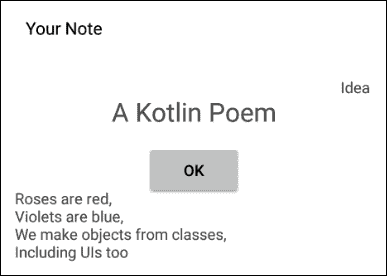 Your Note
Idea
A Kotlin Poem
OK
Roses are red,
Violets are blue,
We make objects from classes,
Including UIs too